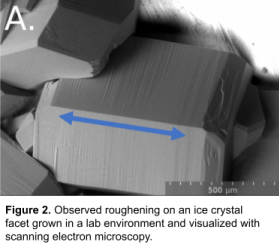 A.
500 µm
Figure 2. Observed roughening on an ice crystal
facet grown in a lab environment and visualized with
scanning electron microscopy.